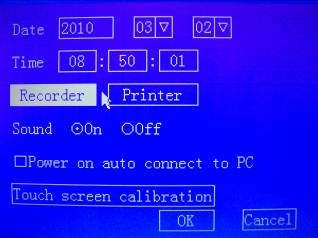 Date 2010 03 02
Time 08 : 50 : 01
Recorder Printer
Sound On Off
Power on auto connect to PC
Touch screen calibration
OK Cancel